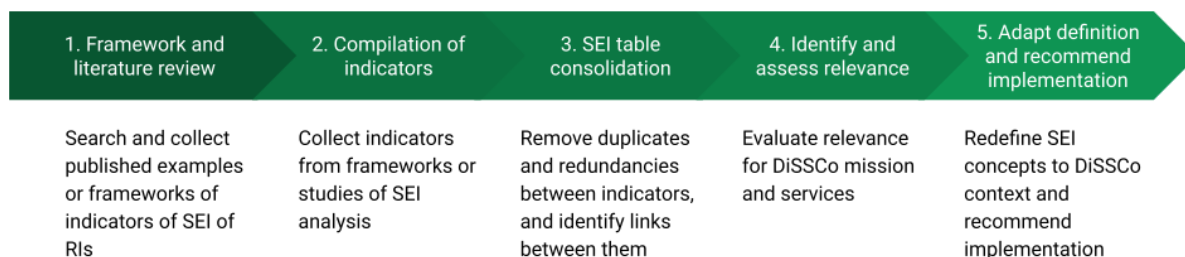 1. Framework and
literature review
2. Compilation of
indicators
3. SEI table
consolidation
4. Identify and
assess relevance
5. Adapt definition
and recommend
implementation
Search and collect
published examples
or frameworks of
indicators of SEI of
RIs
Collect indicators
from frameworks or
studies of SEI
analysis
Remove duplicates
and redundancies
between indicators,
and identify links
between them
Evaluate relevance
for DiSSCo mission
and services
Redefine SEI
concepts to DiSSCo
context and
recommend
implementation